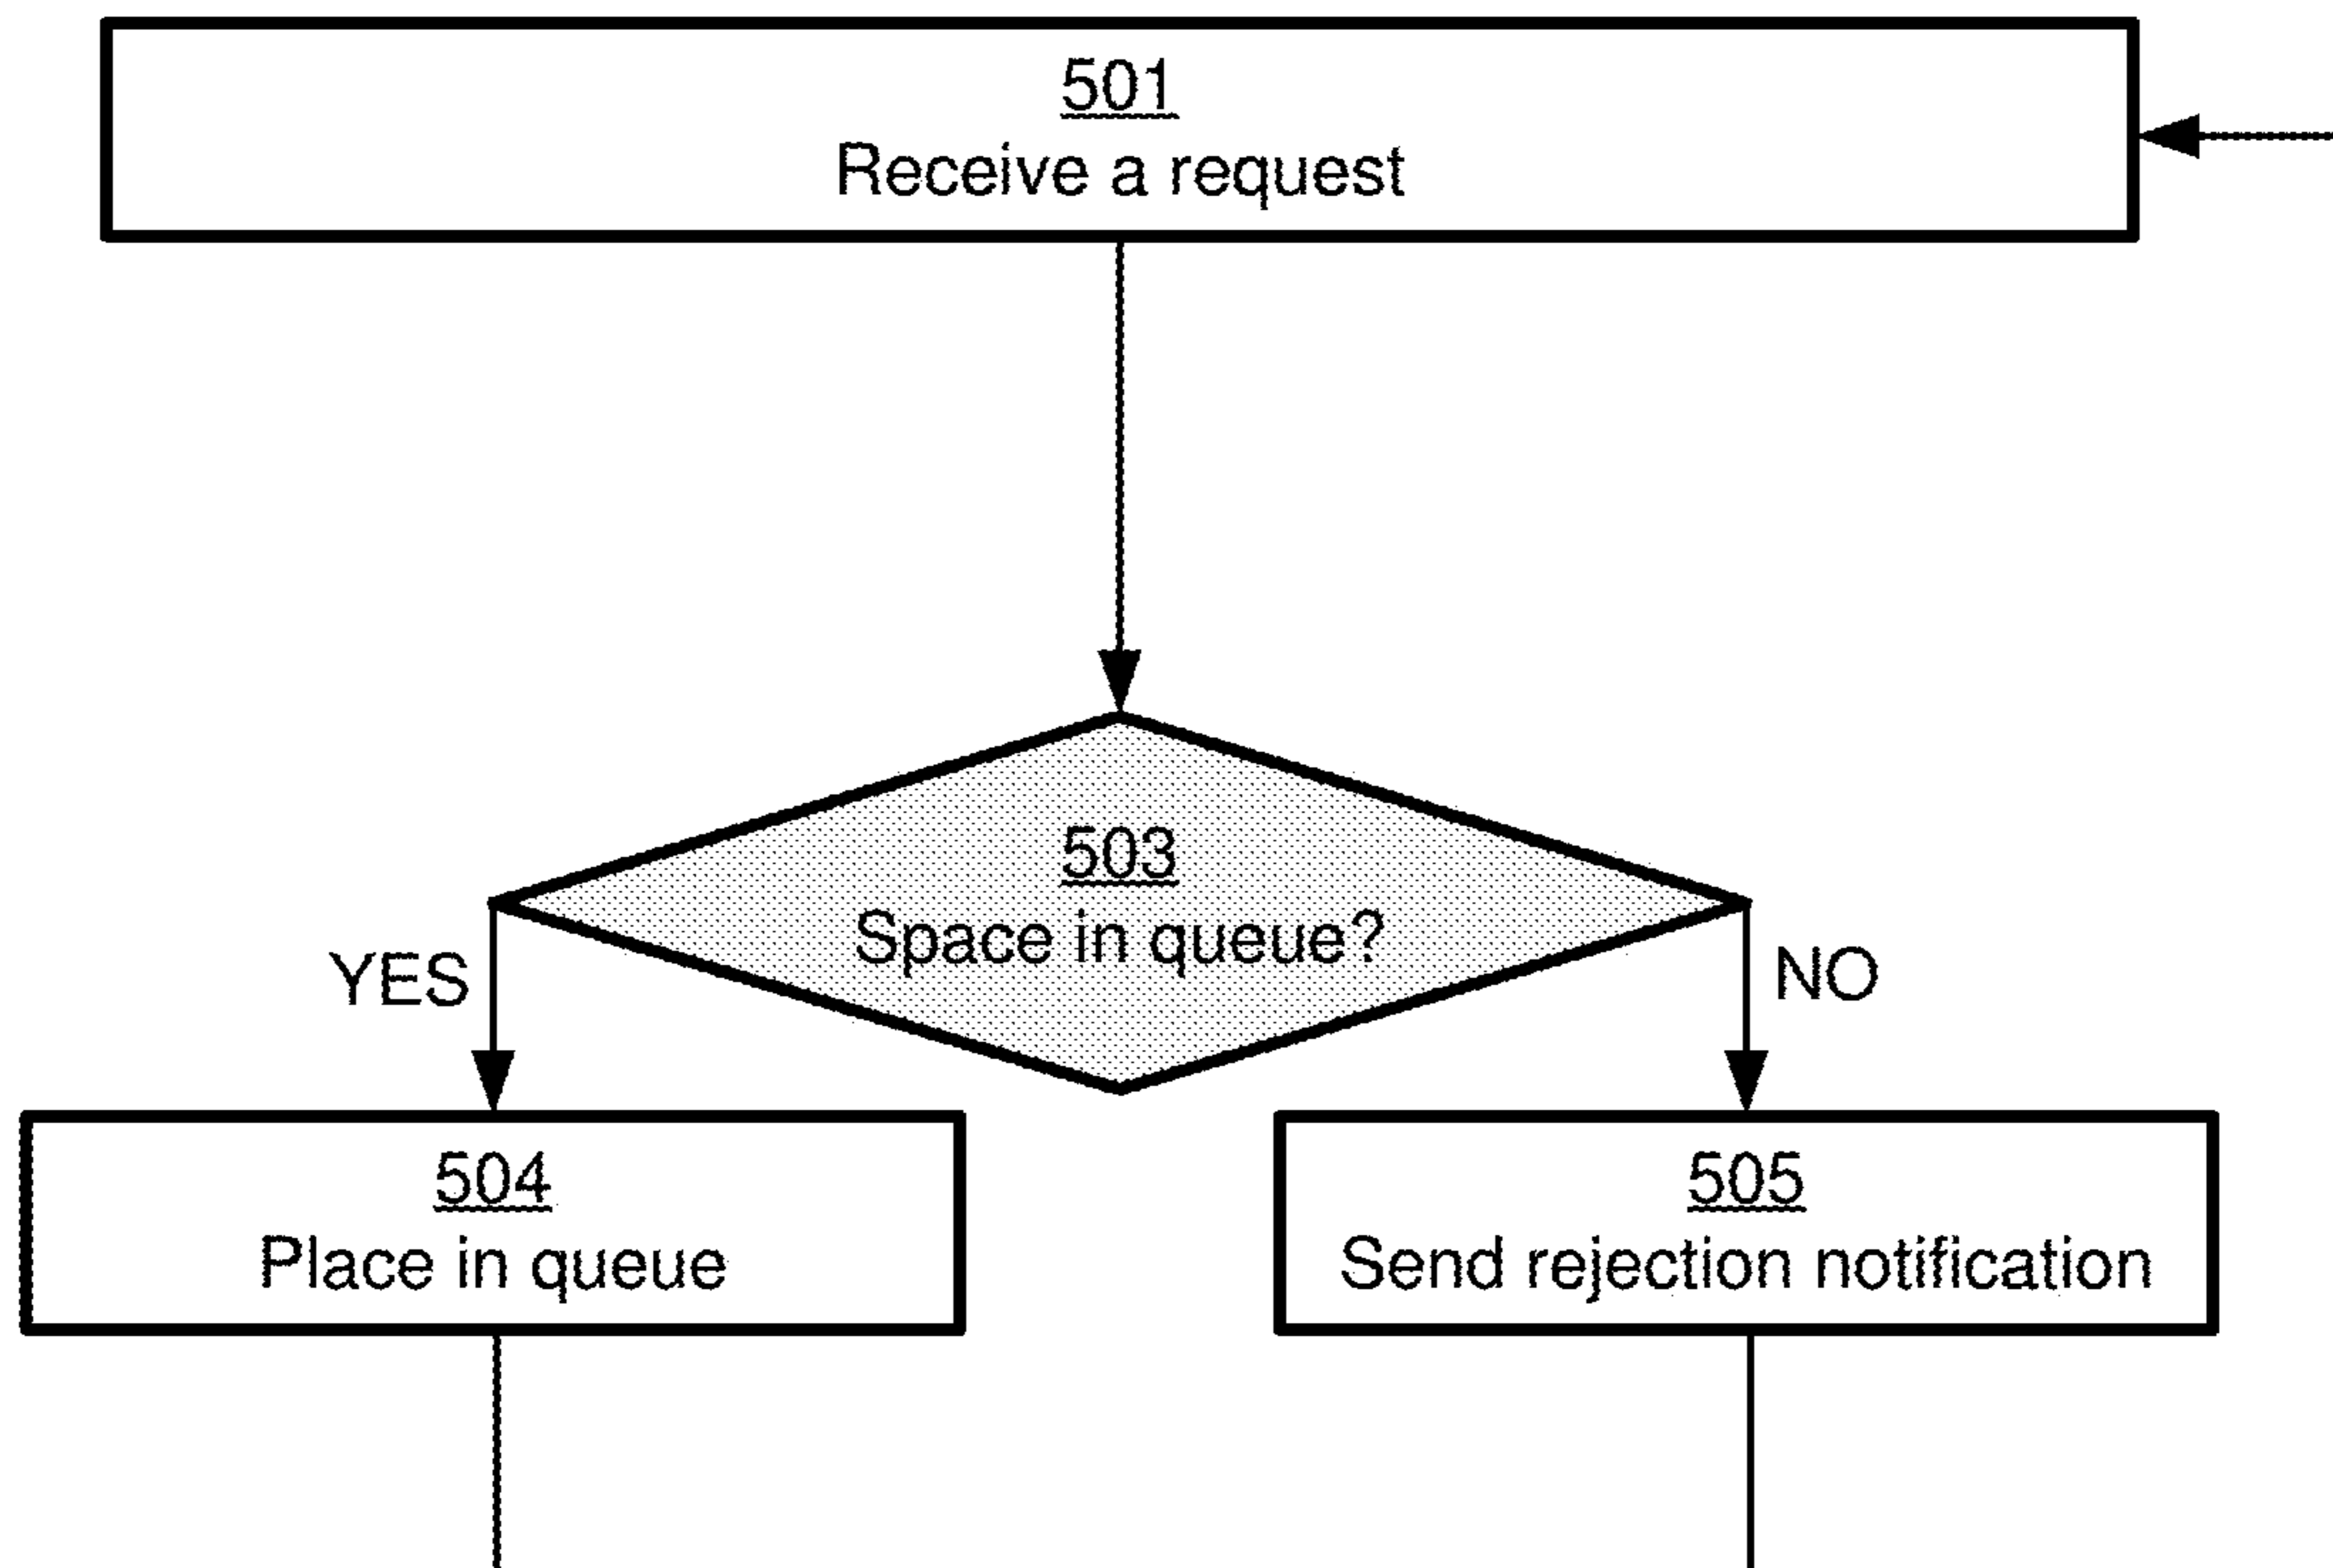 501
Receive a request
503
Space in queue?
YES
NO
504
Place in queue
505
Send rejection notification